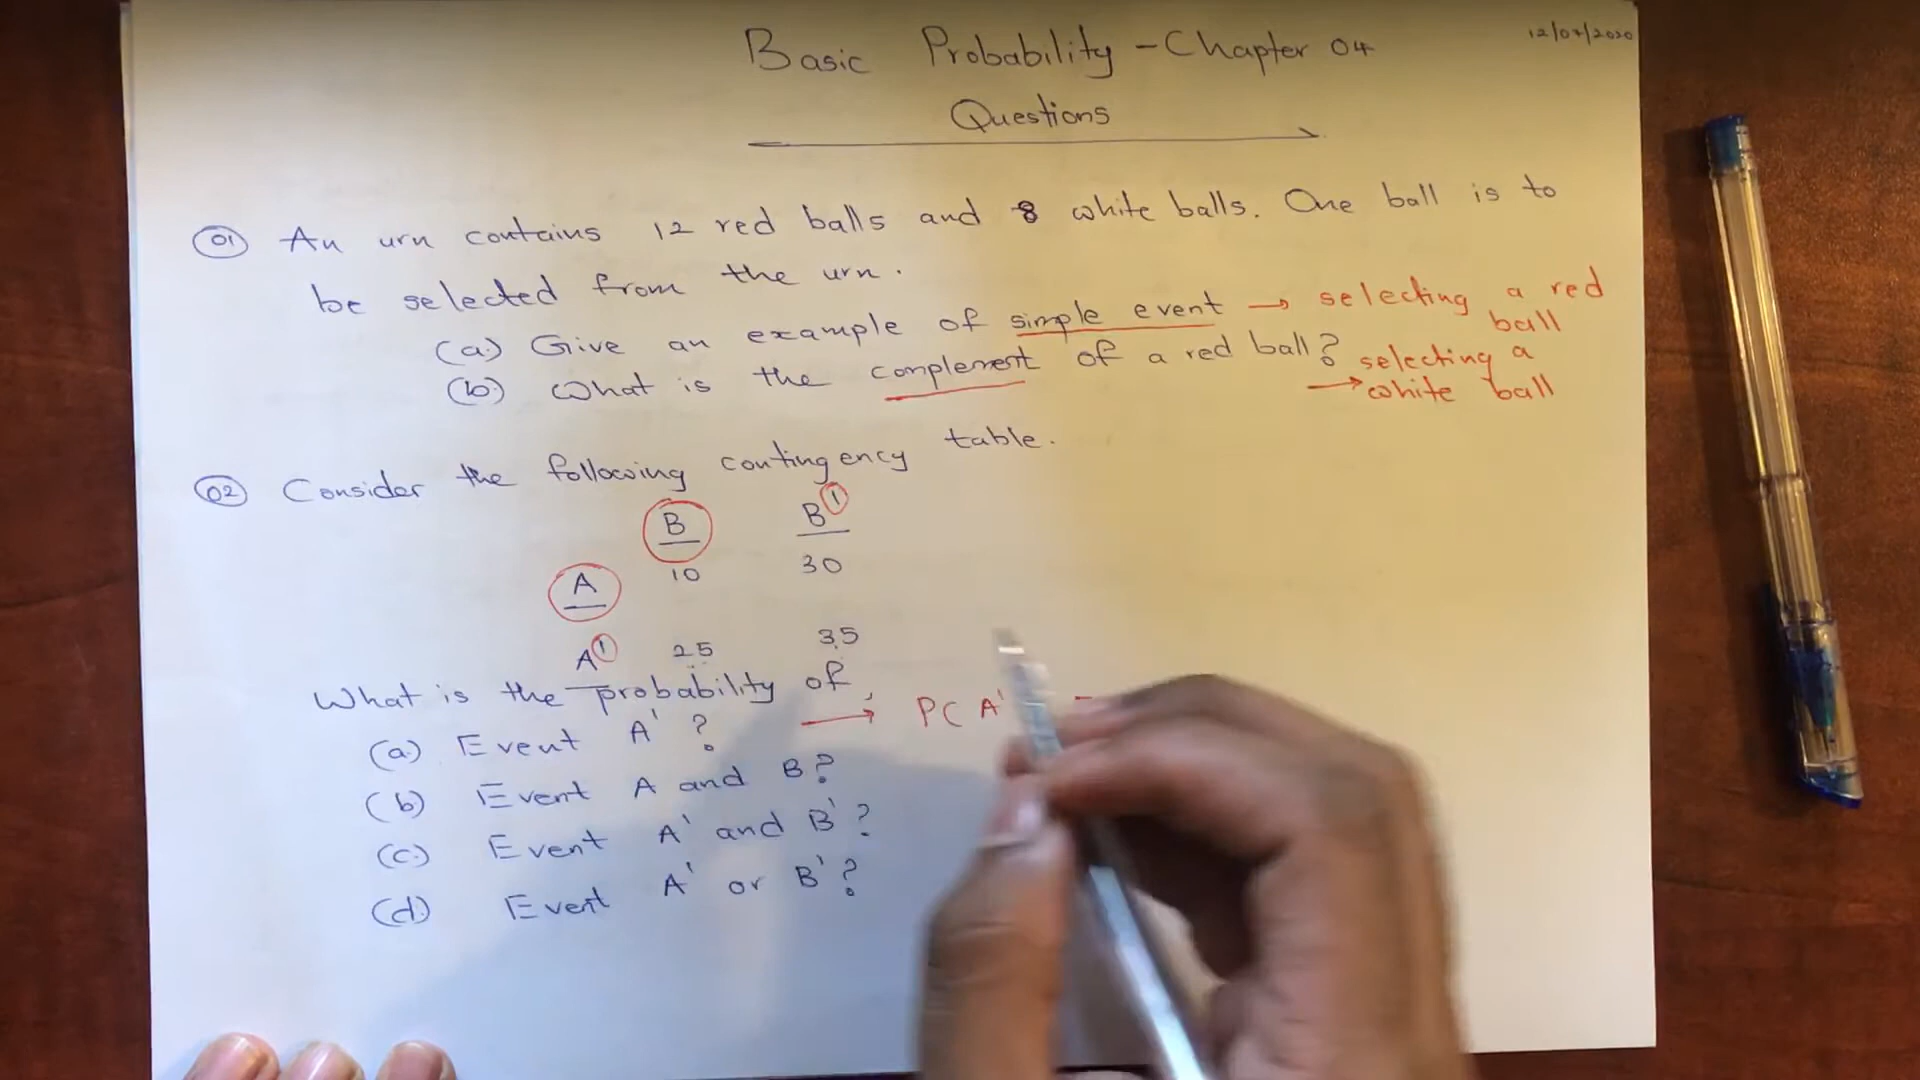 Basic Probability - Chapter 04
Questions
01 An urn contains 12 red balls and 8 white balls. One ball is to
be selected from the urn.
(a.) Give an example of simple event → selecting a red
ball
(b.) What is the complement of a red ball? → selecting a
white ball
02 Consider the following contingency table.
B B'
A 10 30
A' 25 35
What is the probability of,
(a.) Event A' ? → P( A'
(b) Event A and B?
(c.) Event A' and B'?
(d.) Event A' or B'?